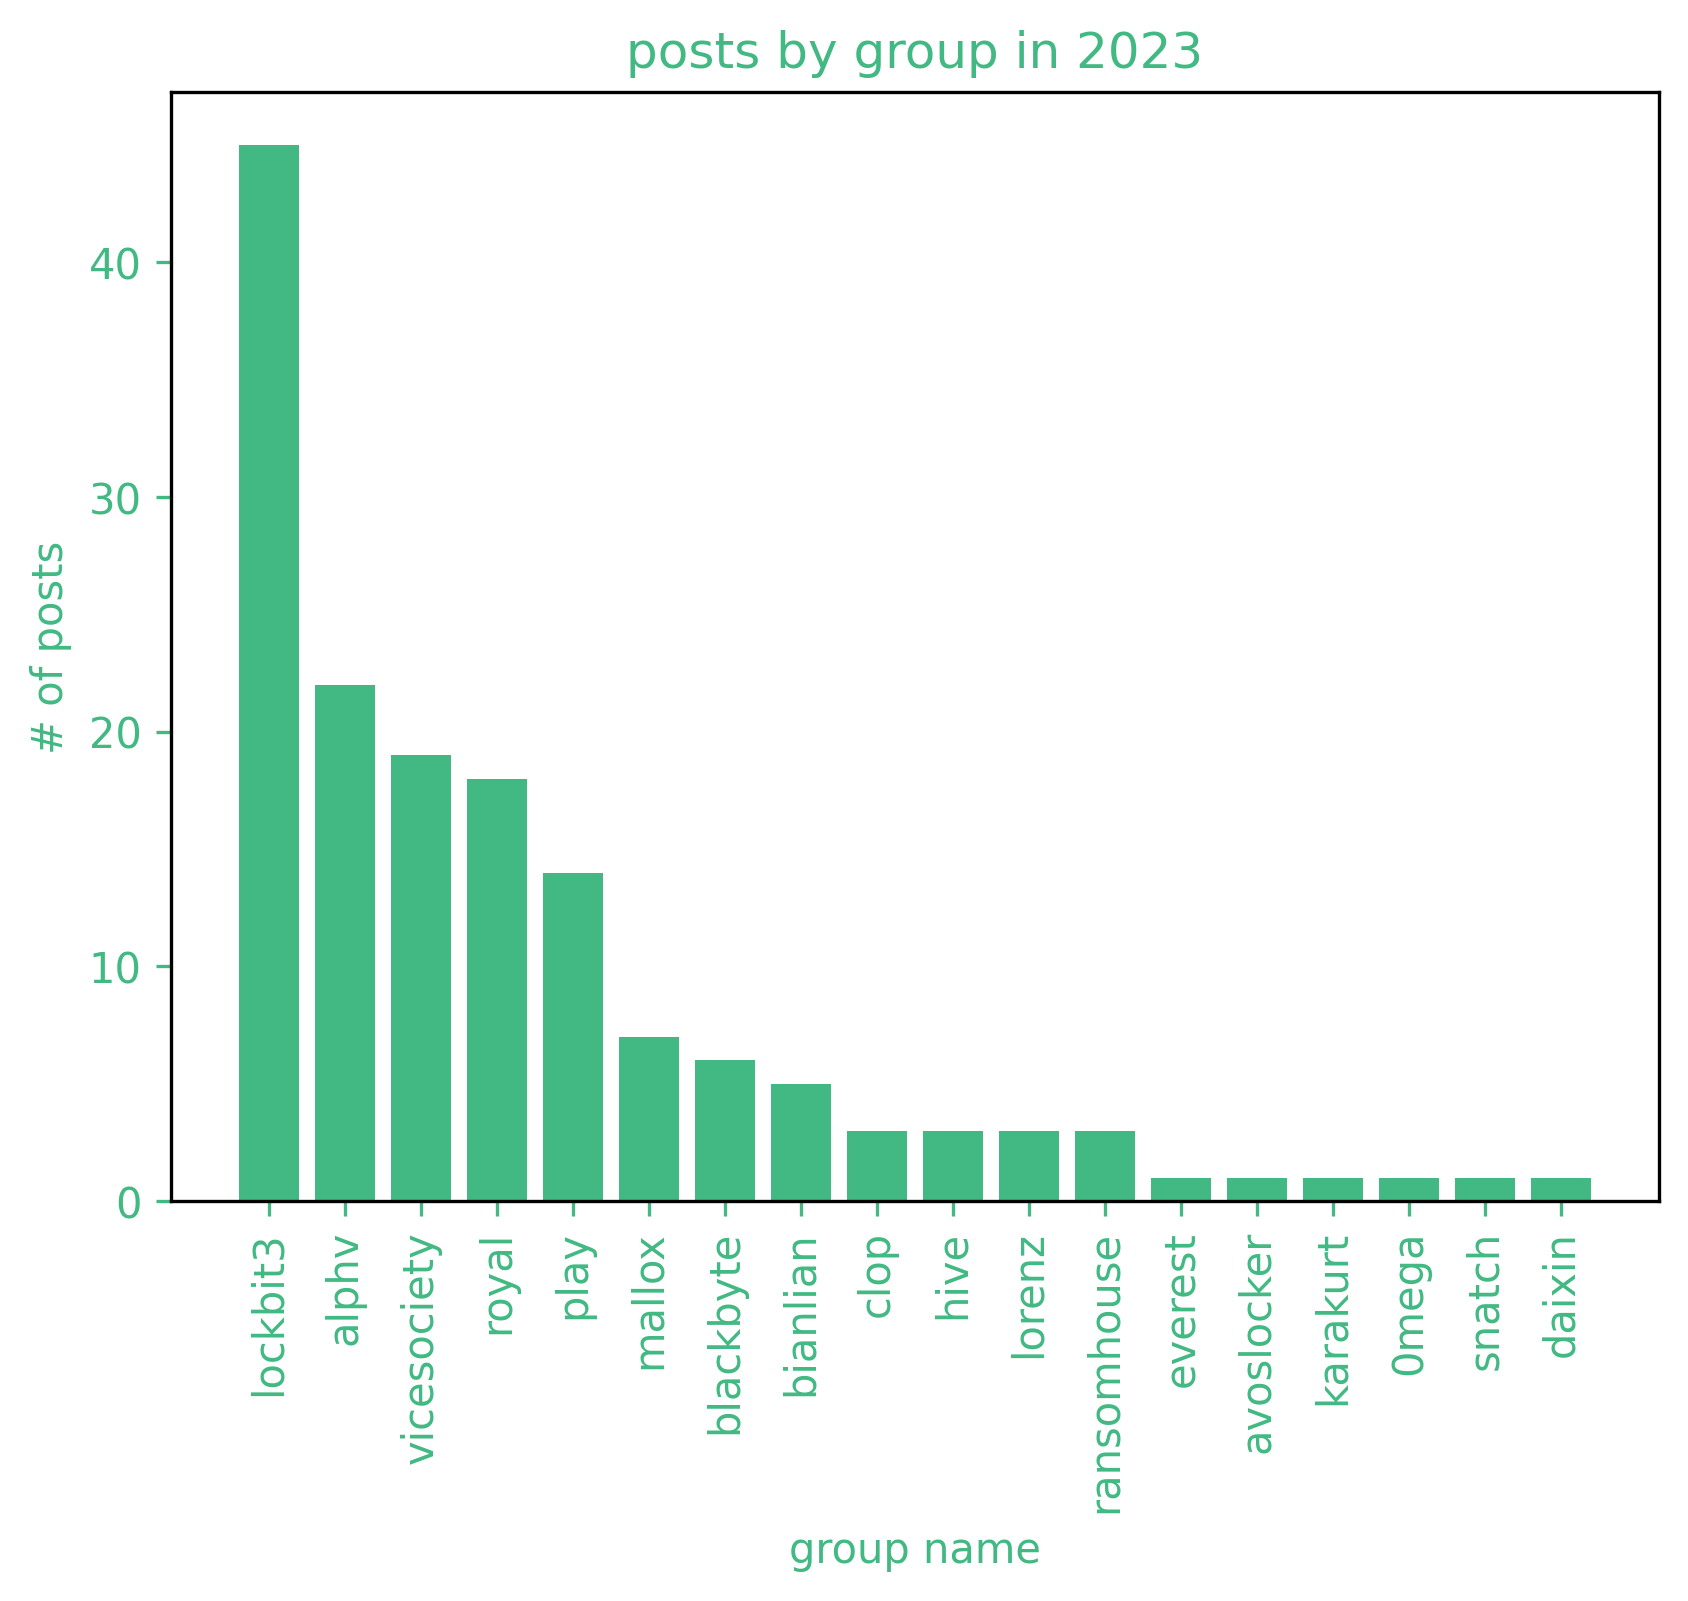 posts by group in 2023
# of posts
40
30
20
10
0
lockbit3
alphv
vicesociety
royal
play
mallox
blackbyte
bianlian
clop
hive
lorenz
ransomhouse
everest
avoslocker
karakurt
0mega
snatch
daixin
group name